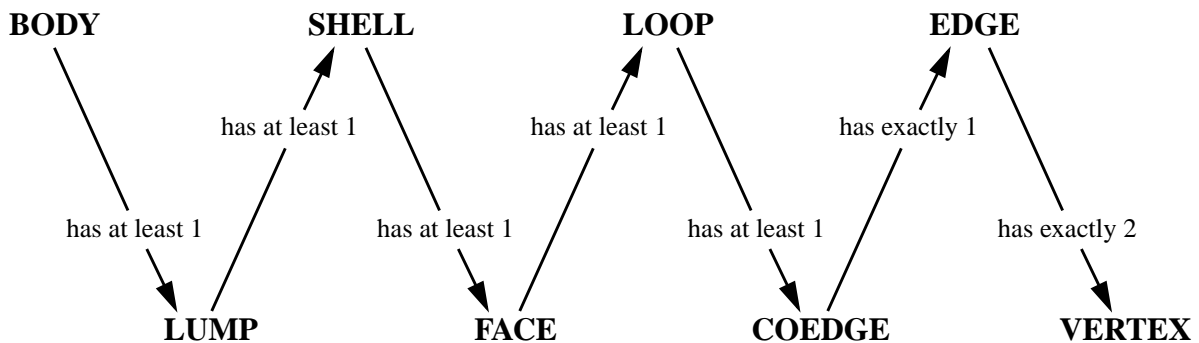 BODY SHELL LOOP EDGE
has at least 1 has at least 1 has exactly 1
has at least 1 has at least 1 has at least 1 has exactly 2
LUMP FACE COEDGE VERTEX